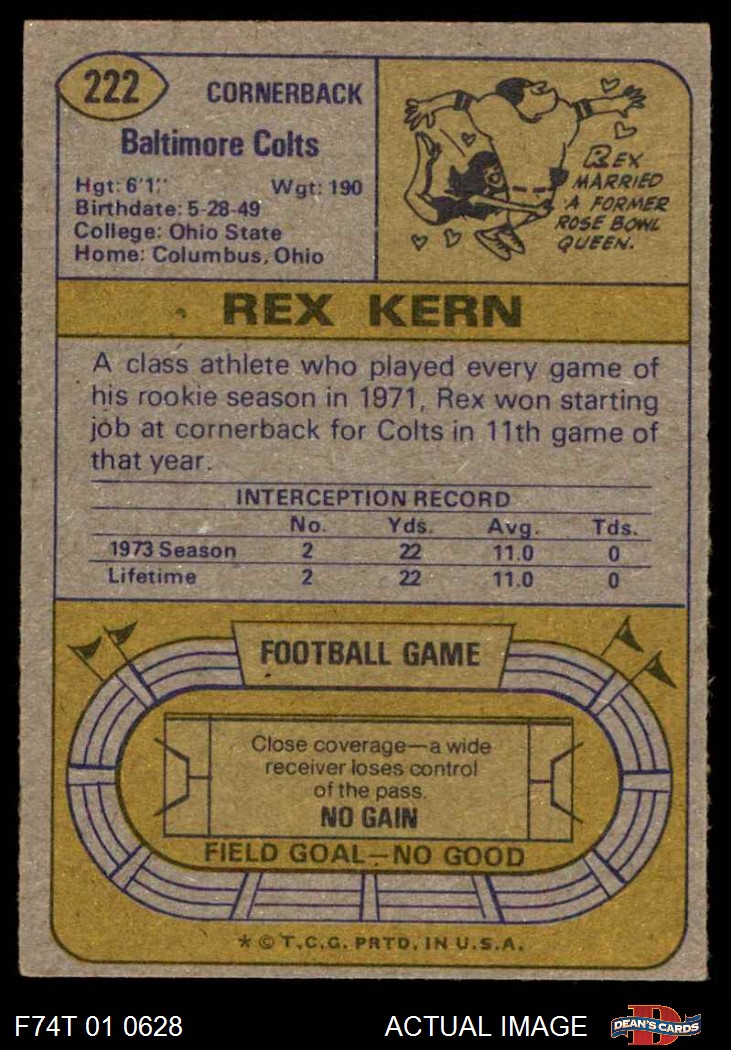 222
CORNERBACK
Baltimore Colts
Hgt: 6'1" Wgt: 190
Birthdate: 5-28-49
College: Ohio State
Home: Columbus, Ohio
REX
MARRIED
A FORMER
ROSE BOWL
QUEEN.
REX KERN
A class athlete who played every game of
his rookie season in 1971, Rex won starting
job at cornerback for Colts in 11th game of
that year.
INTERCEPTION RECORD
No. Yds. Avg. Tds.
1973 Season 2 22 11.0 0
Lifetime 2 22 11.0 0
FOOTBALL GAME
Close coverage—a wide
receiver loses control
of the pass.
NO GAIN
FIELD GOAL—NO GOOD
* © T.C.G. PRTD. IN U.S.A.
F74T 01 0628 ACTUAL IMAGE
D
DEAN'S CARDS